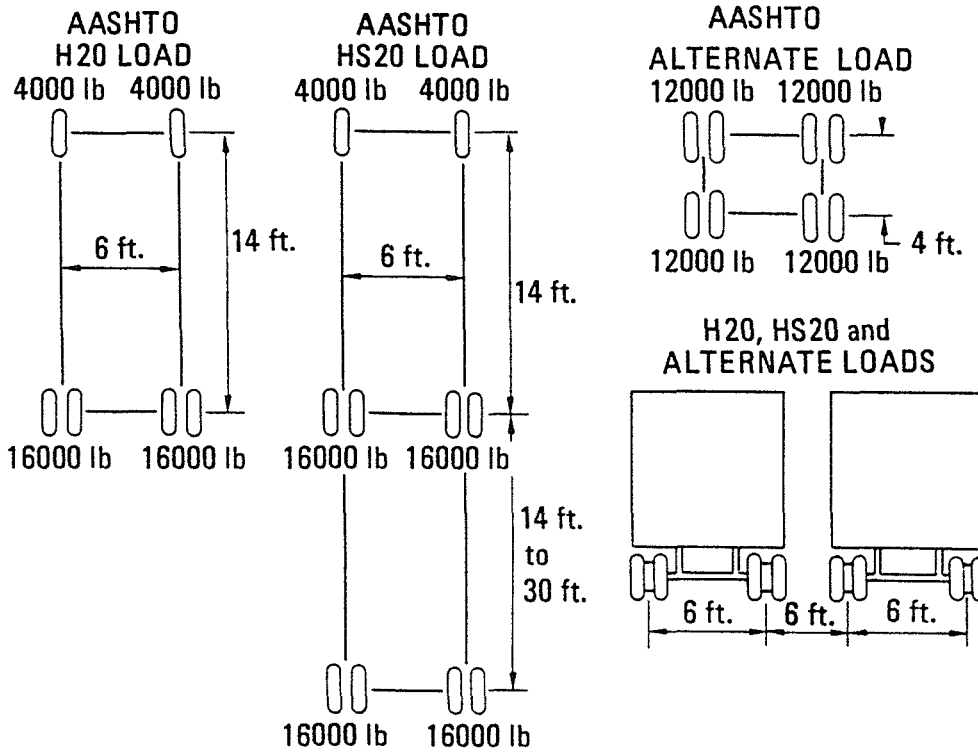 AASHTO
H20 LOAD
4000 lb 4000 lb
6 ft.
14 ft.
16000 lb 16000 lb
AASHTO
HS20 LOAD
4000 lb 4000 lb
6 ft.
14 ft.
16000 lb 16000 lb
14 ft.
to
30 ft.
16000 lb 16000 lb
AASHTO
ALTERNATE LOAD
12000 lb 12000 lb
4 ft.
12000 lb 12000 lb
H20, HS20 and
ALTERNATE LOADS
6 ft. 6 ft. 6 ft.